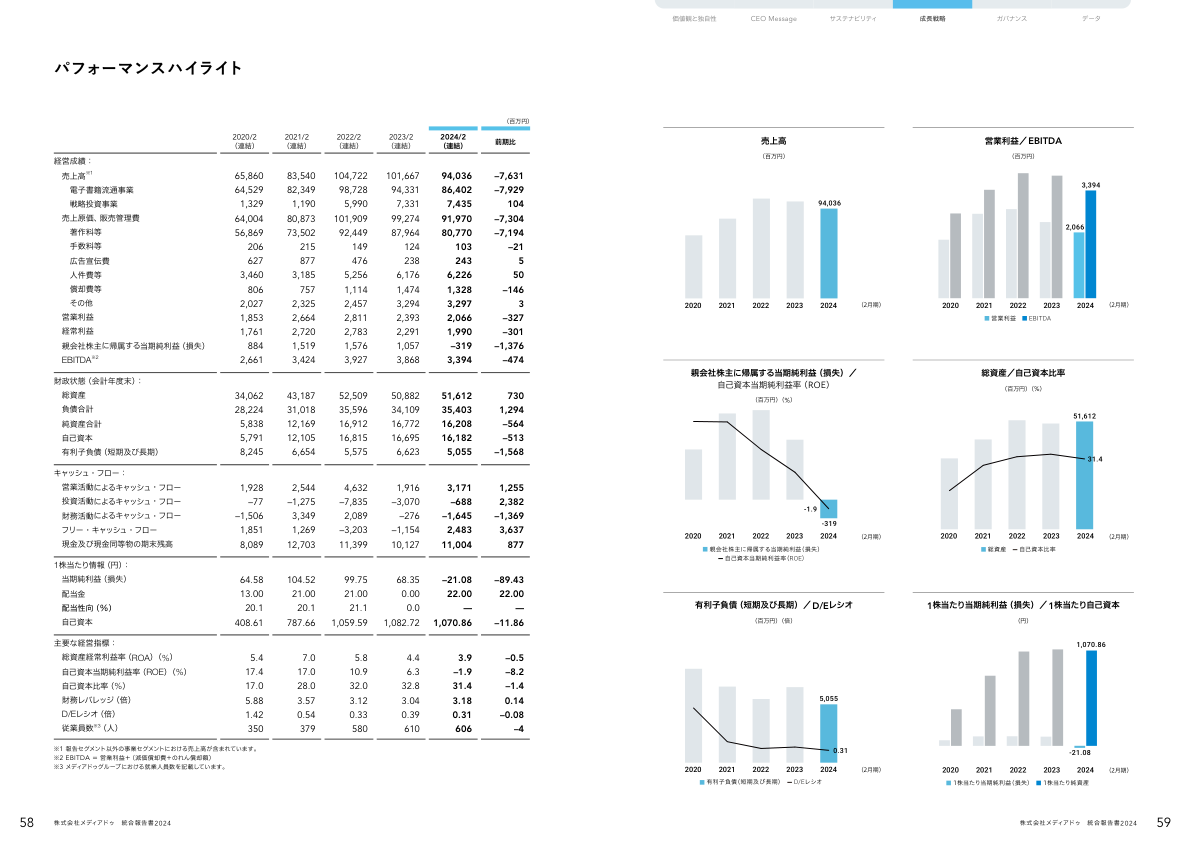 価値観と独自性 CEO Message サステナビリティ 成長戦略 ガバナンス データ
パフォーマンスハイライト
(百万円)
2020/2 (連結) 2021/2 (連結) 2022/2 (連結) 2023/2 (連結) 2024/2 (連結) 前期比
経営成績:
売上高※1 65,860 83,540 104,722 101,667 94,036 −7,631
電子書籍流通事業 64,529 82,349 98,728 94,331 86,402 −7,929
戦略投資事業 1,329 1,190 5,990 7,331 7,435 104
売上原価、販売管理費 64,004 80,873 101,909 99,274 91,970 −7,304
著作料等 56,869 73,502 92,449 87,964 80,770 −7,194
手数料等 206 215 149 124 103 −21
広告宣伝費 627 877 476 238 243 5
人件費等 3,460 3,185 5,256 6,176 6,226 50
償却費等 806 757 1,114 1,474 1,328 −146
その他 2,027 2,325 2,457 3,294 3,297 3
営業利益 1,853 2,664 2,811 2,393 2,066 −327
経常利益 1,761 2,720 2,783 2,291 1,990 −301
親会社株主に帰属する当期純利益(損失) 884 1,519 1,576 1,057 −319 −1,376
EBITDA※2 2,661 3,424 3,927 3,868 3,394 −474
財政状態(会計年度末):
総資産 34,062 43,187 52,509 50,882 51,612 730
負債合計 28,224 31,018 35,596 34,109 35,403 1,294
純資産合計 5,838 12,169 16,912 16,772 16,208 −564
自己資本 5,791 12,105 16,815 16,695 16,182 −513
有利子負債(短期及び長期) 8,245 6,654 5,575 6,623 5,055 −1,568
キャッシュ・フロー:
営業活動によるキャッシュ・フロー 1,928 2,544 4,632 1,916 3,171 1,255
投資活動によるキャッシュ・フロー −77 −1,275 −7,835 −3,070 −688 2,382
財務活動によるキャッシュ・フロー −1,506 3,349 2,089 −276 −1,645 −1,369
フリー・キャッシュ・フロー 1,851 1,269 −3,203 −1,154 2,483 3,637
現金及び現金同等物の期末残高 8,089 12,703 11,399 10,127 11,004 877
1株当たり情報(円):
当期純利益(損失) 64.58 104.52 99.75 68.35 −21.08 −89.43
配当金 13.00 21.00 21.00 0.00 22.00 22.00
配当性向(%) 20.1 20.1 21.1 0.0 — —
自己資本 408.61 787.66 1,059.59 1,082.72 1,070.86 −11.86
主要な経営指標:
総資産経常利益率(ROA)(%) 5.4 7.0 5.8 4.4 3.9 −0.5
自己資本当期純利益率(ROE)(%) 17.4 17.0 10.9 6.3 −1.9 −8.2
自己資本比率(%) 17.0 28.0 32.0 32.8 31.4 −1.4
財務レバレッジ(倍) 5.88 3.57 3.12 3.04 3.18 0.14
D/Eレシオ(倍) 1.42 0.54 0.33 0.39 0.31 −0.08
従業員数※3(人) 350 379 580 610 606 −4
※1 報告セグメント以外の事業セグメントにおける売上高が含まれています。
※2 EBITDA = 営業利益+(減価償却費+のれん償却額)
※3 メディアドゥグループにおける就業人員数を記載しています。
58 株式会社メディアドゥ 統合報告書2024
売上高
(百万円)
94,036
2020 2021 2022 2023 2024 (2月期)
営業利益/EBITDA
(百万円)
3,394
2,066
2020 2021 2022 2023 2024 (2月期)
営業利益 EBITDA
親会社株主に帰属する当期純利益(損失)/
自己資本当期純利益率(ROE)
(百万円)(%)
-1.9
-319
2020 2021 2022 2023 2024 (2月期)
親会社株主に帰属する当期純利益(損失)
自己資本当期純利益率(ROE)
総資産/自己資本比率
(百万円)(%)
51,612
31.4
2020 2021 2022 2023 2024 (2月期)
総資産 自己資本比率
有利子負債(短期及び長期)/D/Eレシオ
(百万円)(倍)
5,055
0.31
2020 2021 2022 2023 2024 (2月期)
有利子負債(短期及び長期) D/Eレシオ
1株当たり当期純利益(損失)/1株当たり自己資本
(円)
1,070.86
-21.08
2020 2021 2022 2023 2024 (2月期)
1株当たり当期純利益(損失) 1株当たり純資産
株式会社メディアドゥ 統合報告書2024 59